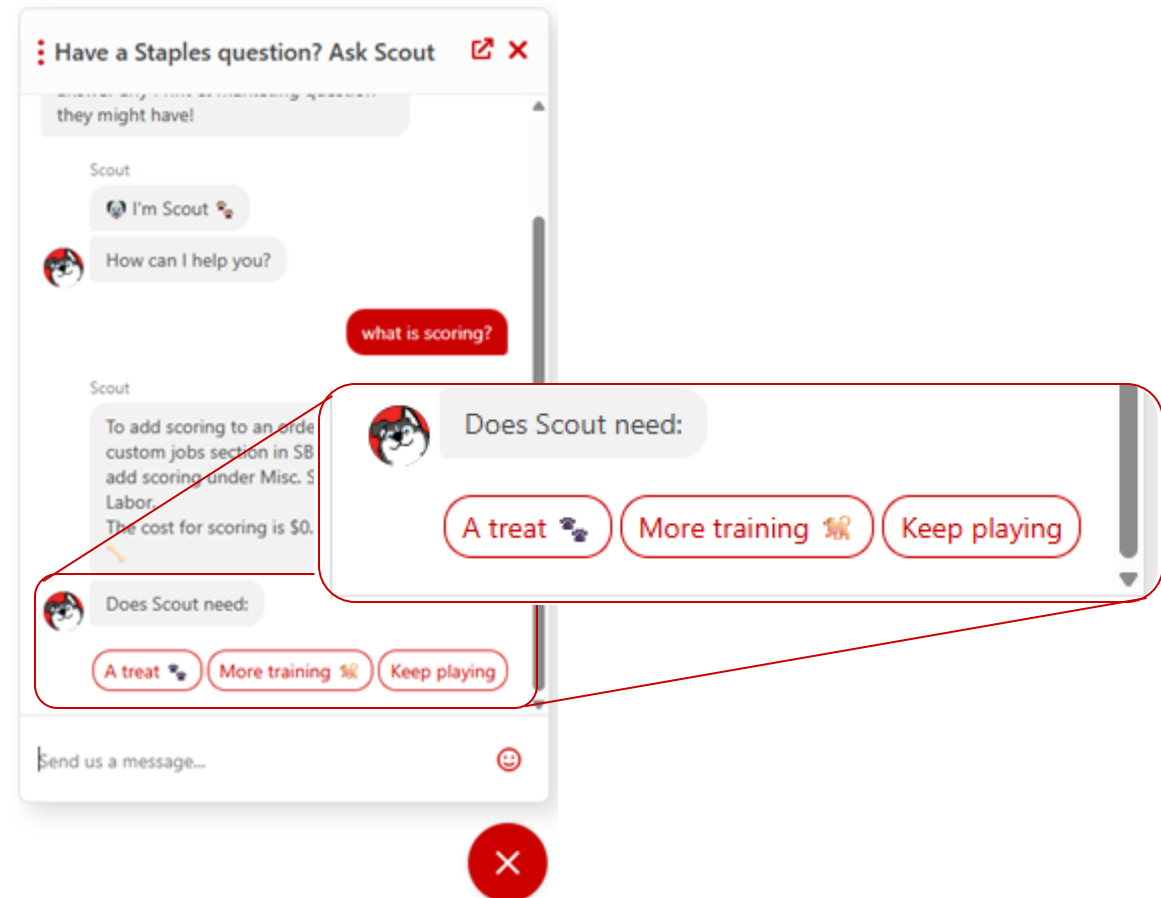 Have a Staples question? Ask Scout
they might have!
Scout
I'm Scout
How can I help you?
what is scoring?
Scout
To add scoring to an orde
custom jobs section in SB
add scoring under Misc. S
Labor.
The cost for scoring is $0.
Does Scout need:
A treat
More training
Keep playing
Does Scout need:
A treat
More training
Keep playing
Send us a message...